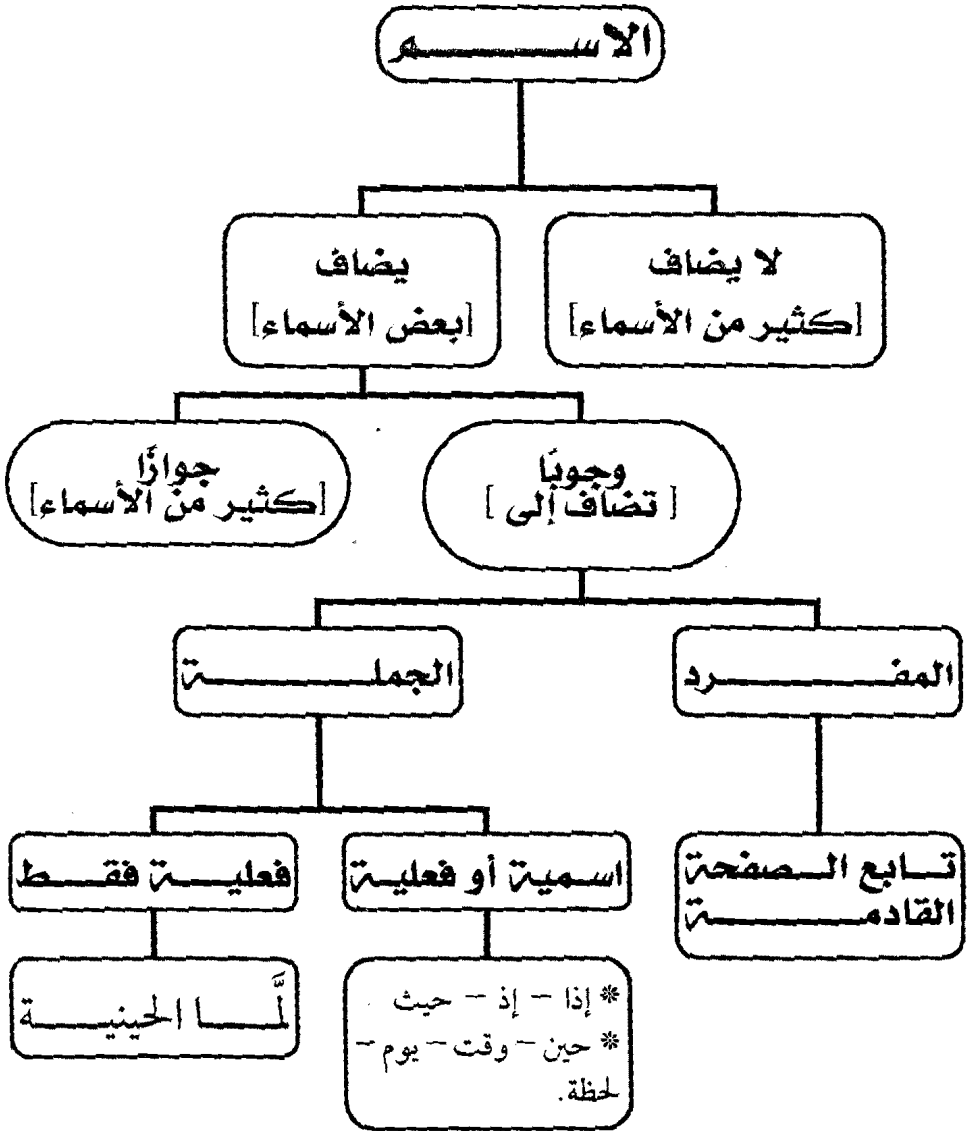 الاسم
لا يضاف
[كثير من الأسماء]
يضاف
[بعض الأسماء]
وجوبًا
[تضاف إلى]
جوازًا
[كثير من الأسماء]
المفرد
الجملة
تابع الصفحة
القادمة
اسمية أو فعلية
فعلية فقط
* إذا - إذ - حيث
* حين - وقت - يوم -
لحظة.
لَّما الحينية